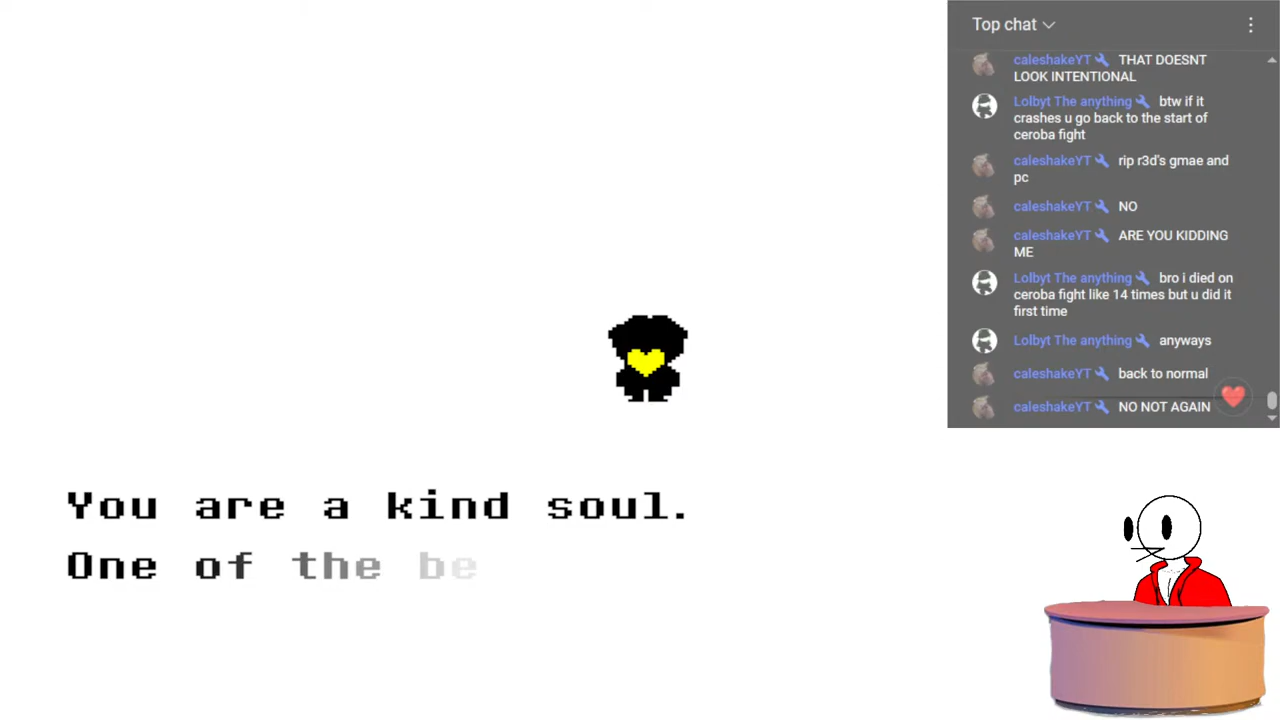 Top chat
caleshakeYT THAT DOESNT
LOOK INTENTIONAL
Lolbyt The anything btw if it
crashes u go back to the start of
ceroba fight
caleshakeYT rip r3d's gmae and
pc
caleshakeYT NO
caleshakeYT ARE YOU KIDDING
ME
Lolbyt The anything bro i died on
ceroba fight like 14 times but u did it
first time
Lolbyt The anything anyways
caleshakeYT back to normal
caleshakeYT NO NOT AGAIN
You are a kind soul.
One of the be